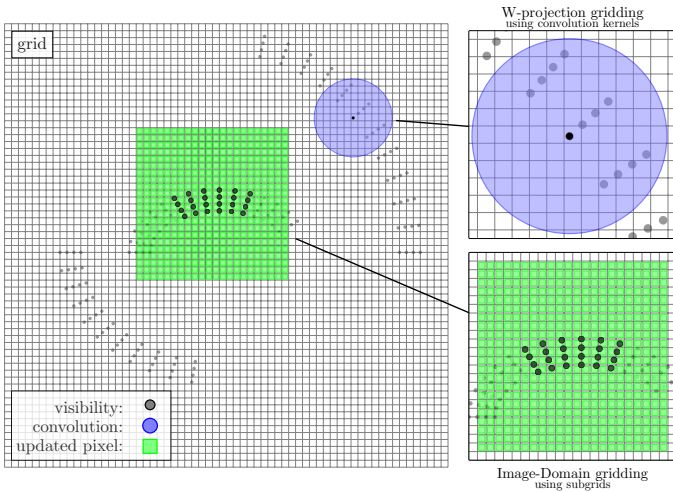 W-projection gridding
using convolution kernels
grid
visibility:
convolution:
updated pixel:
Image-Domain gridding
using subgrids